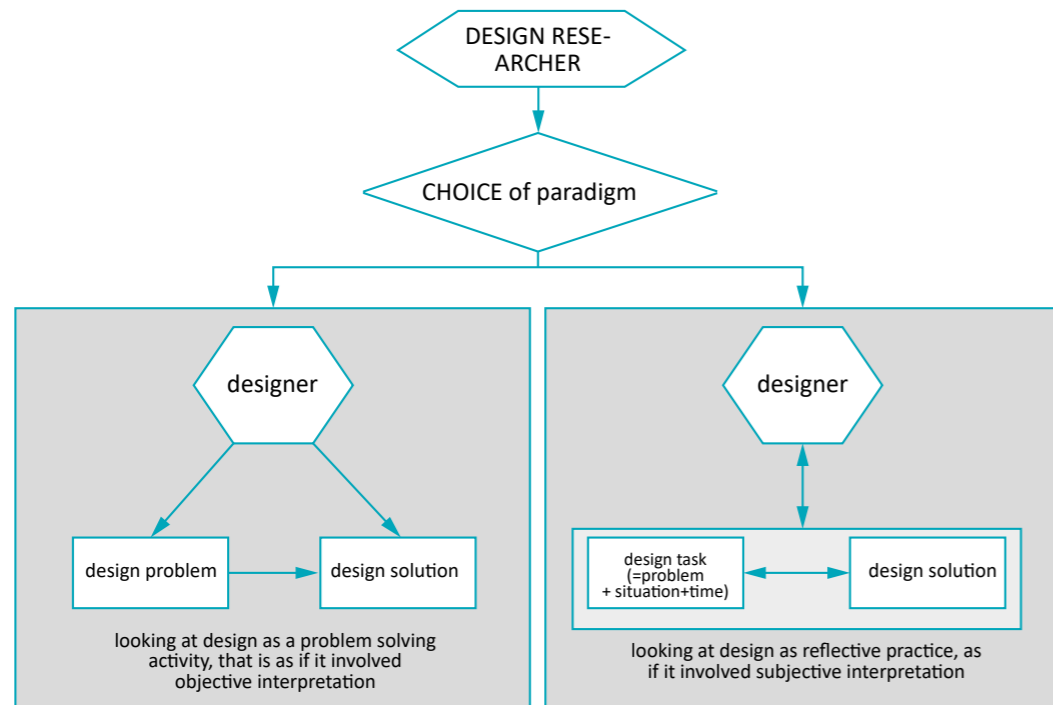 DESIGN RESE-
ARCHER
CHOICE of paradigm
designer
design problem
design solution
looking at design as a problem solving
activity, that is as if it involved
objective interpretation
designer
design task
(=problem
+ situation+time)
design solution
looking at design as reflective practice, as
if it involved subjective interpretation